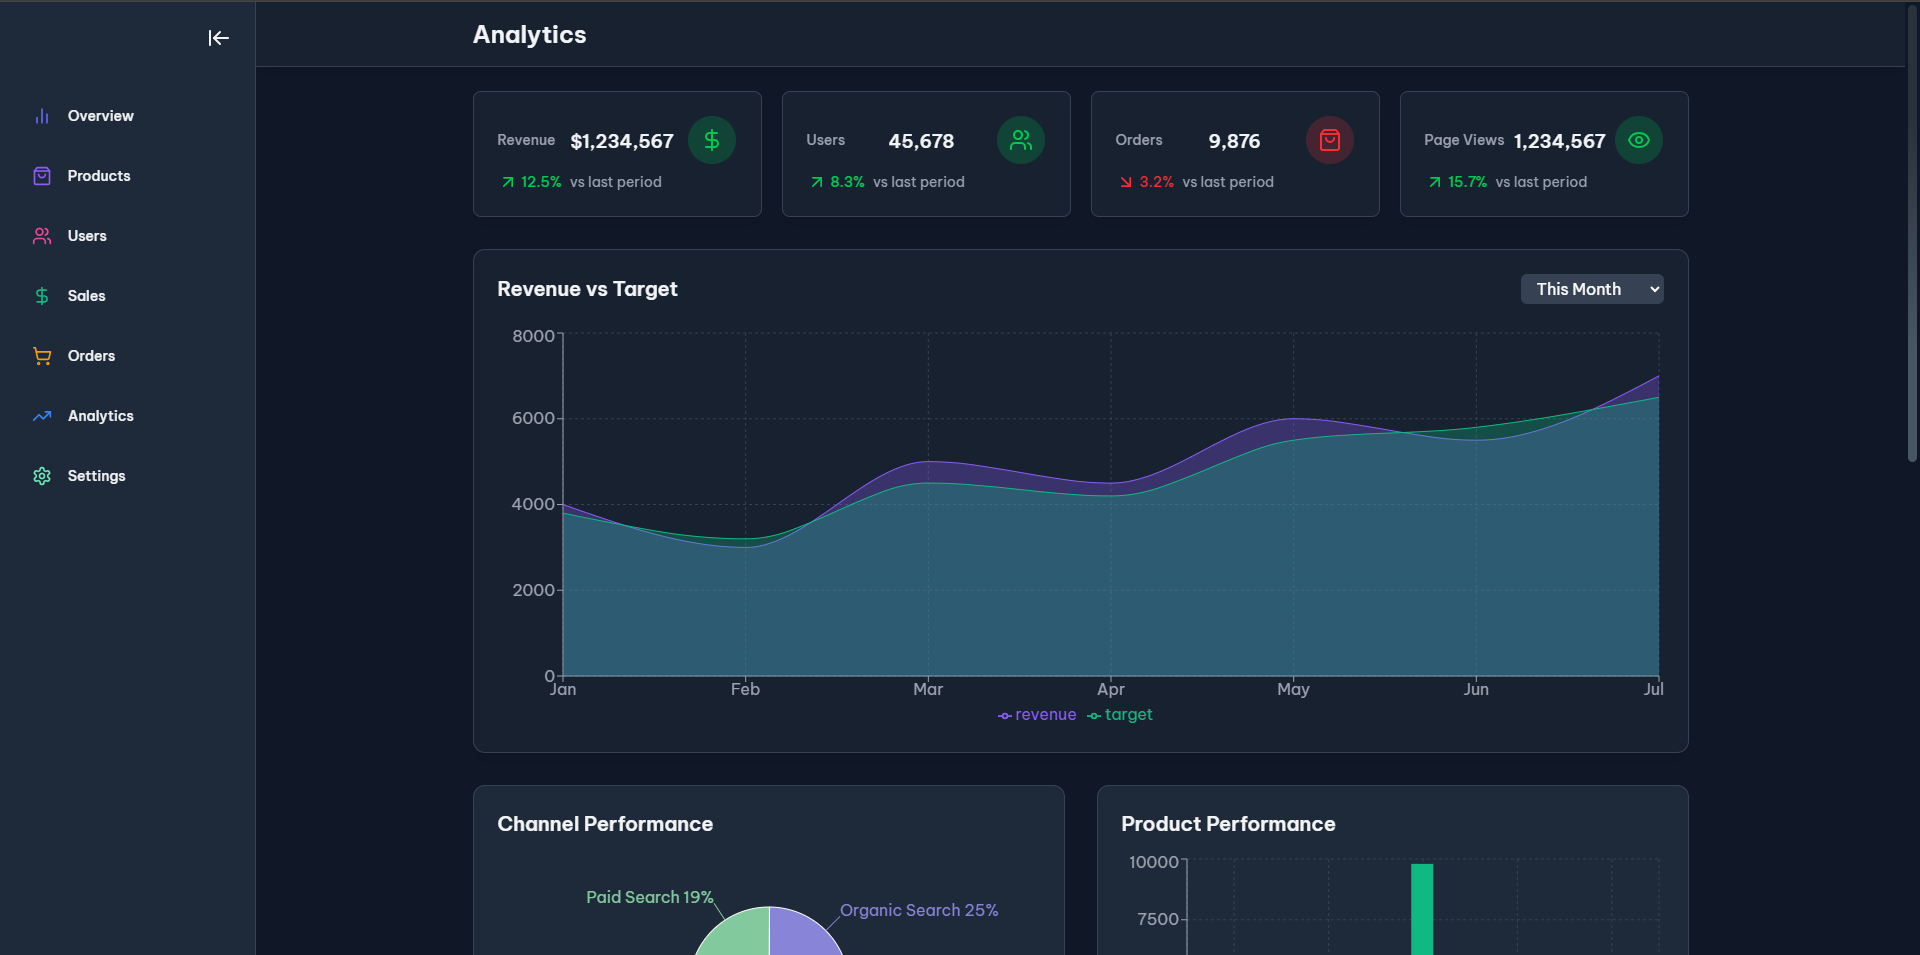 Analytics
Overview
Products
Users
Sales
Orders
Analytics
Settings
Revenue $1,234,567
12.5% vs last period
Users 45,678
8.3% vs last period
Orders 9,876
3.2% vs last period
Page Views 1,234,567
15.7% vs last period
Revenue vs Target
This Month
8000
6000
4000
2000
0
Jan Feb Mar Apr May Jun Jul
revenue target
Channel Performance
Paid Search 19%
Organic Search 25%
Product Performance
10000
7500